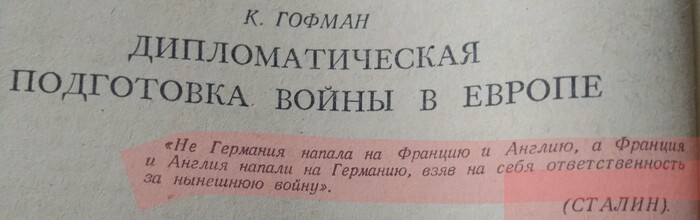 К. ГОФМАН
ДИПЛОМАТИЧЕСКАЯ
ПОДГОТОВКА ВОЙНЫ В ЕВРОПЕ
«Не Германия напала на Францию и Англию, а Франция
и Англия напали на Германию, взяв на себя ответственность
за нынешнюю войну».
(СТАЛИН).